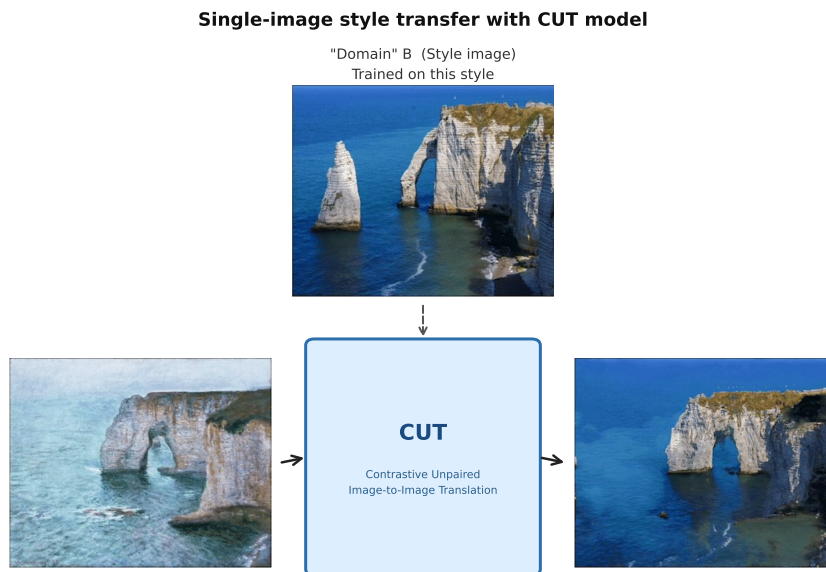 Single-image style transfer with CUT model
"Domain" B  (Style image)
Trained on this style
CUT
Contrastive Unpaired
Image-to-Image Translation